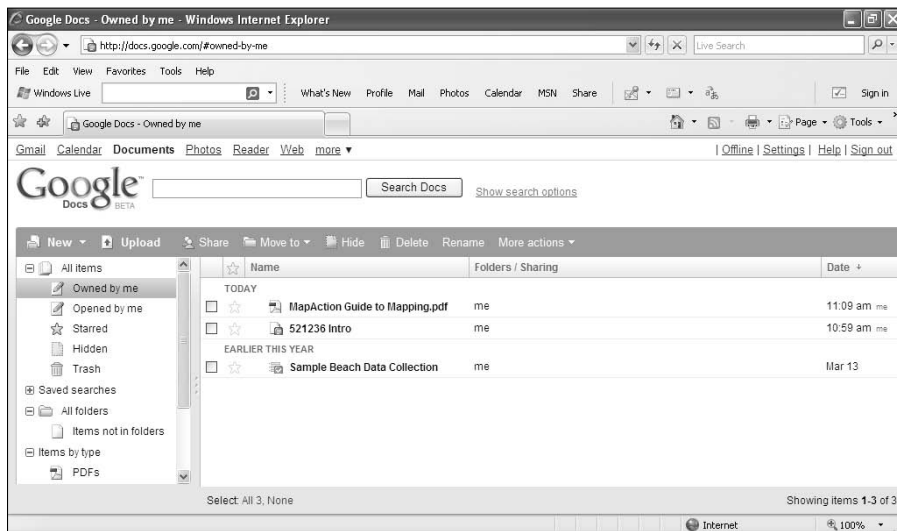 Google Docs - Owned by me - Windows Internet Explorer
http://docs.google.com/#owned-by-me Live Search
File Edit View Favorites Tools Help
Windows Live What's New Profile Mail Photos Calendar MSN Share Sign in
Google Docs - Owned by me Page Tools
Gmail Calendar Documents Photos Reader Web more | Offline | Settings | Help | Sign out
Google Docs BETA Search Docs Show search options
New Upload Share Move to Hide Delete Rename More actions
All items Name Folders / Sharing Date
Owned by me TODAY
Opened by me MapAction Guide to Mapping.pdf me 11:09 am me
Starred 521236 Intro me 10:59 am me
Hidden EARLIER THIS YEAR
Trash Sample Beach Data Collection me Mar 13
Saved searches
All folders
Items not in folders
Items by type
PDFs
Select: All 3, None Showing items 1-3 of 3
Internet 100%